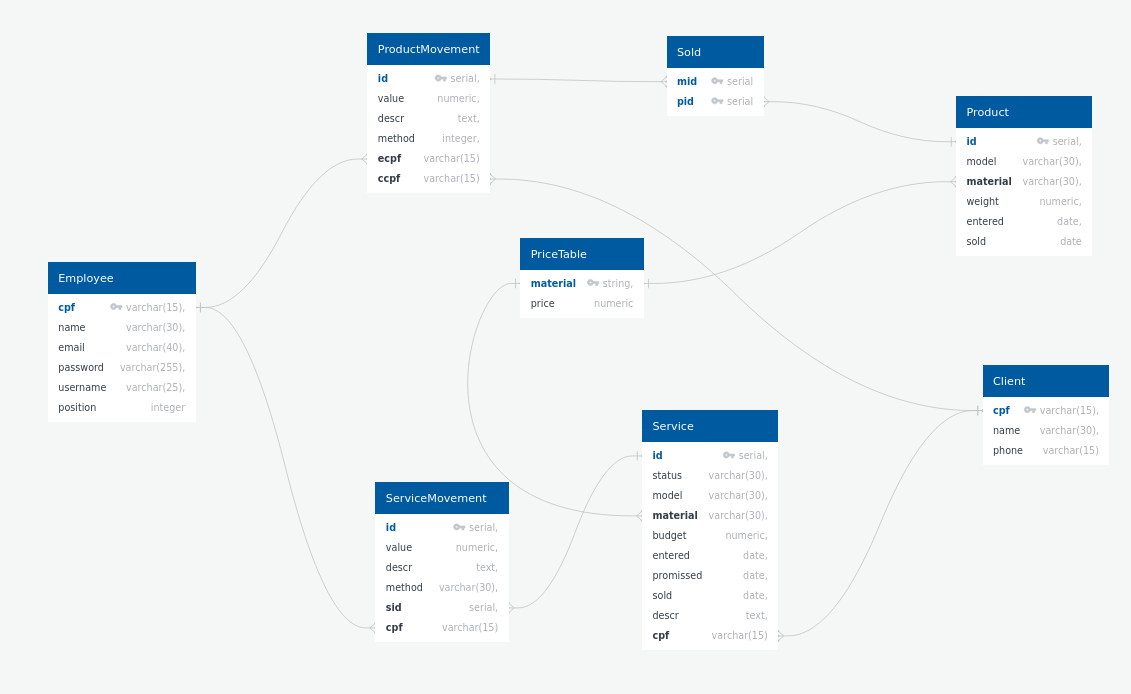 ProductMovement
id serial,
value numeric,
descr text,
method integer,
ecpf varchar(15)
ccpf varchar(15)
Sold
mid serial
pid serial
Product
id serial,
model varchar(30),
material varchar(30),
weight numeric,
entered date,
sold date
PriceTable
material string,
price numeric
Employee
cpf varchar(15),
name varchar(30),
email varchar(40),
password varchar(255),
username varchar(25),
position integer
Client
cpf varchar(15),
name varchar(30),
phone varchar(15)
Service
id serial,
status varchar(30),
model varchar(30),
material varchar(30),
budget numeric,
entered date,
promissed date,
sold date,
descr text,
cpf varchar(15)
ServiceMovement
id serial,
value numeric,
descr text,
method varchar(30),
sid serial,
cpf varchar(15)